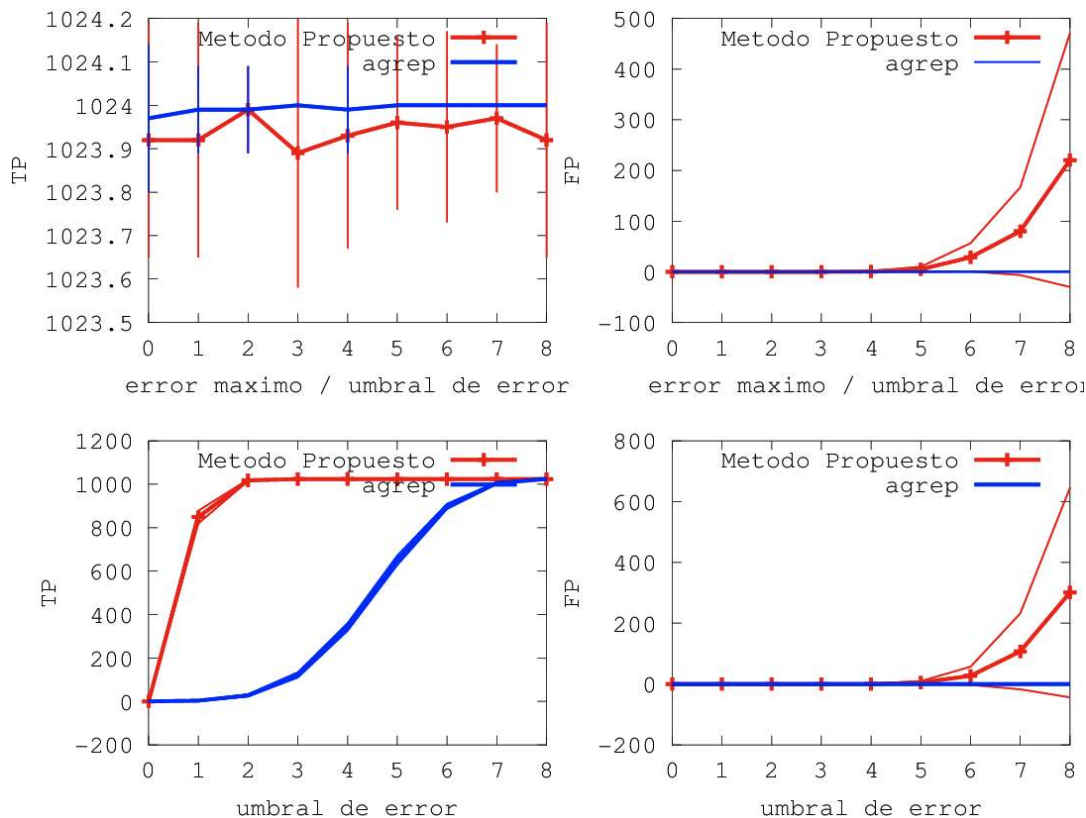 1024.2
1024.1
1024
1023.9
1023.8
1023.7
1023.6
1023.5
TP
Metodo Propuesto
agrep
0 1 2 3 4 5 6 7 8
error maximo / umbral de error
500
400
300
200
100
0
-100
FP
Metodo Propuesto
agrep
0 1 2 3 4 5 6 7 8
error maximo / umbral de error
1200
1000
800
600
400
200
0
-200
TP
Metodo Propuesto
agrep
0 1 2 3 4 5 6 7 8
umbral de error
800
600
400
200
0
-200
FP
Metodo Propuesto
agrep
0 1 2 3 4 5 6 7 8
umbral de error